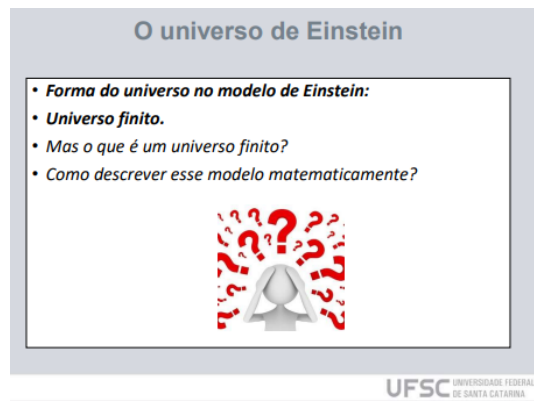 O universo de Einstein
• Forma do universo no modelo de Einstein:
• Universo finito.
• Mas o que é um universo finito?
• Como descrever esse modelo matematicamente?
UFSC UNIVERSIDADE FEDERAL
DE SANTA CATARINA